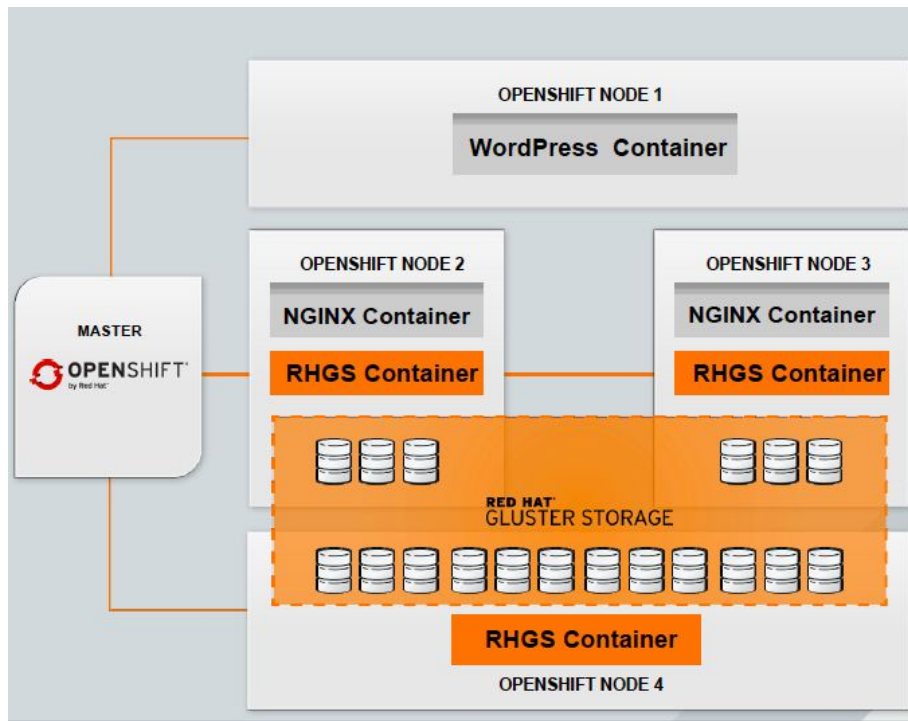 OPENSHIFT NODE 1
WordPress Container
OPENSHIFT NODE 2
NGINX Container
RHGS Container
OPENSHIFT NODE 3
NGINX Container
RHGS Container
MASTER
OPENSHIFT
by Red Hat
RED HAT
GLUSTER STORAGE
RHGS Container
OPENSHIFT NODE 4